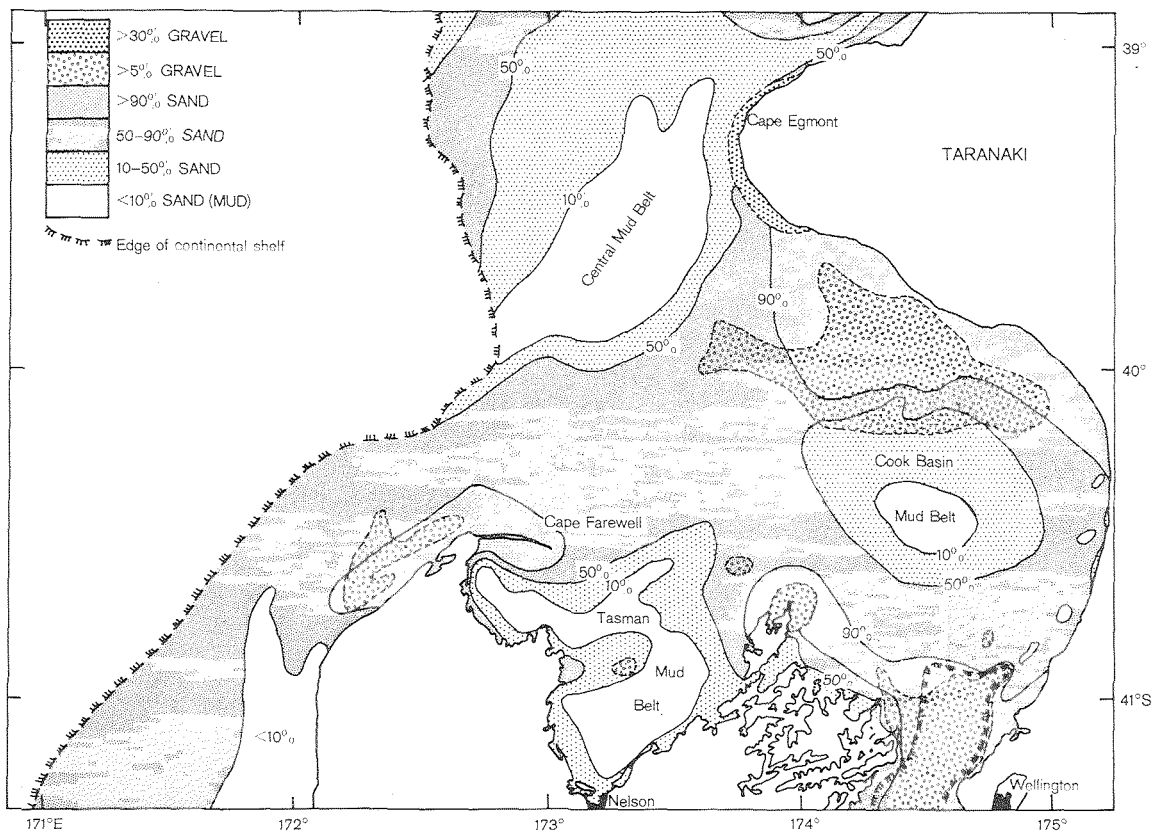 >30% GRAVEL
>5% GRAVEL
>90% SAND
50–90% SAND
10–50% SAND
<10% SAND (MUD)
Edge of continental shelf
50%
50%
39°
Cape Egmont
TARANAKI
10%
Central Mud Belt
90%
50%
40°
Cook Basin
Mud Belt
10%
50%
Cape Farewell
50%
10%
Tasman
Mud
Belt
90%
50%
41°S
<10%
Nelson
Wellington
171°E
172°
173°
174°
175°